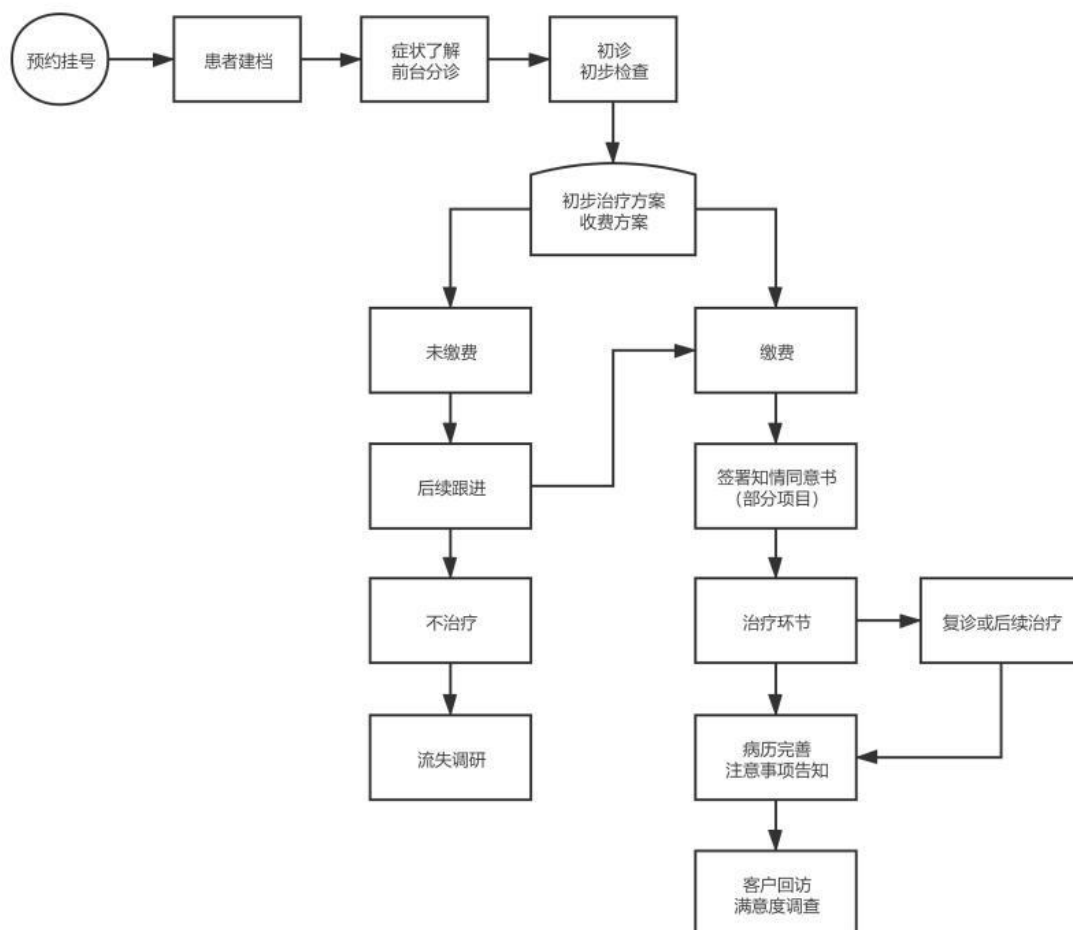 预约挂号
患者建档
症状了解
前台分诊
初诊
初步检查
初步治疗方案
收费方案
未缴费
缴费
后续跟进
签署知情同意书
（部分项目）
不治疗
治疗环节
复诊或后续治疗
流失调研
病历完善
注意事项告知
客户回访
满意度调查